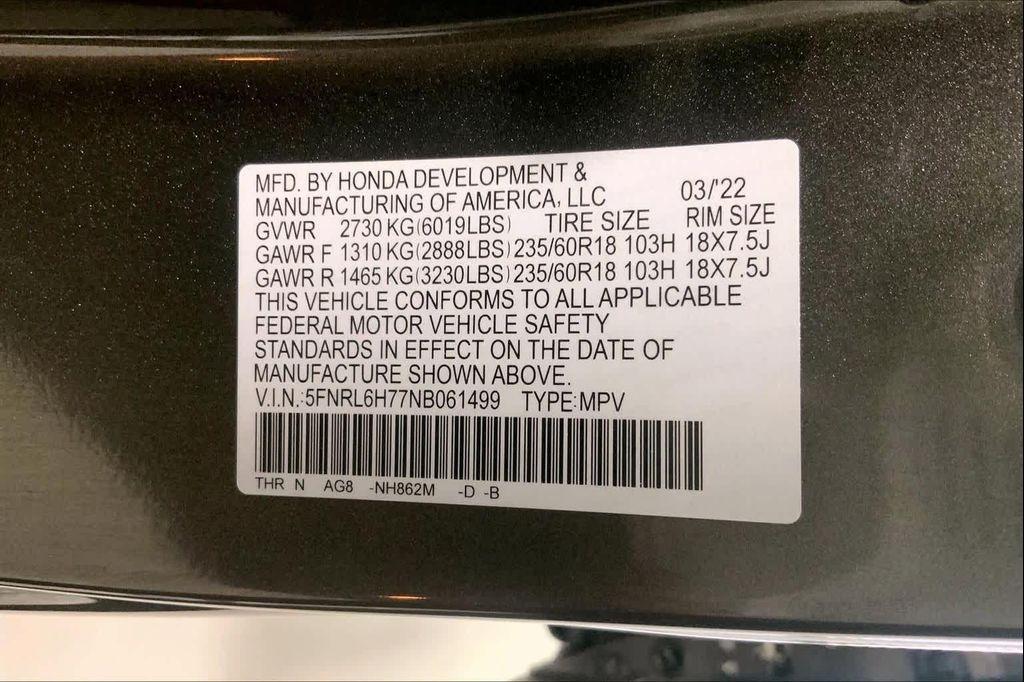 MFD. BY HONDA DEVELOPMENT &
MANUFACTURING OF AMERICA, LLC 03/'22
GVWR 2730 KG(6019LBS) TIRE SIZE RIM SIZE
GAWR F 1310 KG(2888LBS) 235/60R18 103H 18X7.5J
GAWR R 1465 KG(3230LBS) 235/60R18 103H 18X7.5J
THIS VEHICLE CONFORMS TO ALL APPLICABLE
FEDERAL MOTOR VEHICLE SAFETY
STANDARDS IN EFFECT ON THE DATE OF
MANUFACTURE SHOWN ABOVE.
V.I.N.:5FNRL6H77NB061499 TYPE:MPV
THR N AG8 -NH862M -D -B